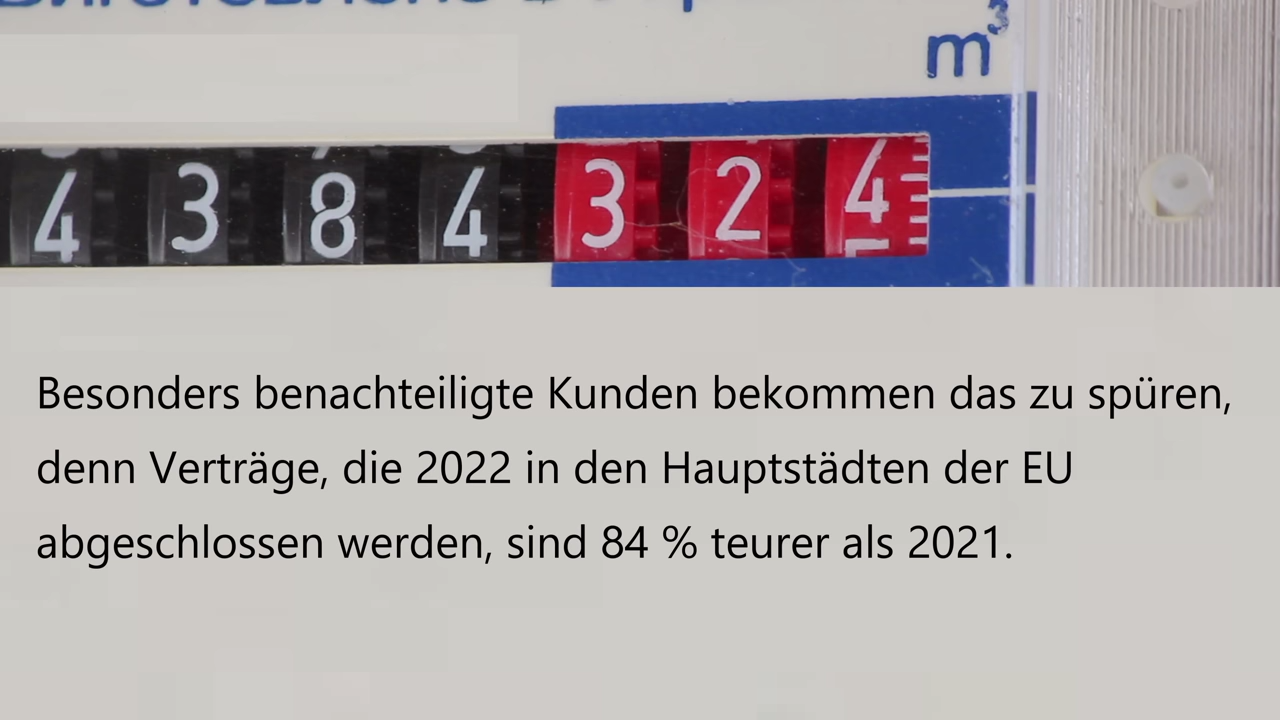 m³
4 3 8 4 3 2 4
Besonders benachteiligte Kunden bekommen das zu spüren,
denn Verträge, die 2022 in den Hauptstädten der EU
abgeschlossen werden, sind 84 % teurer als 2021.